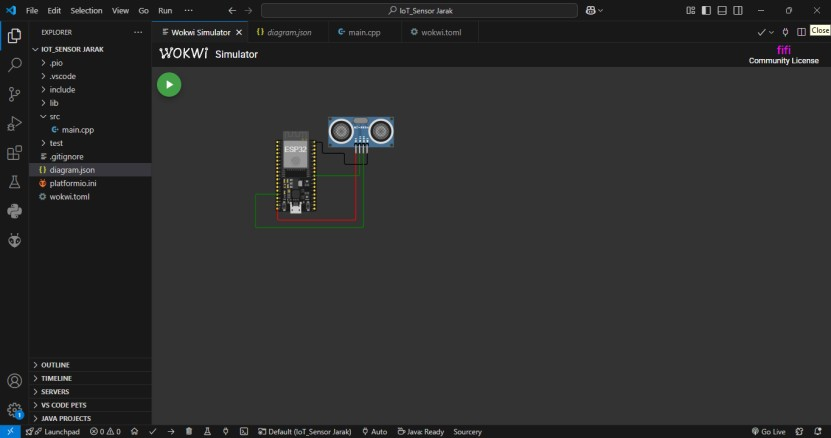 File Edit Selection View Go Run ···
IoT_Sensor Jarak
Close
EXPLORER ···
Wokwi Simulator
diagram.json
main.cpp
wokwi.toml
IOT_SENSOR JARAK
.pio
.vscode
include
lib
src
main.cpp
test
.gitignore
diagram.json
platformio.ini
wokwi.toml
WOKWI Simulator
fifi
Community License
ESP32
OUTLINE
TIMELINE
SERVERS
VS CODE PETS
JAVA PROJECTS
1
Launchpad 0 0 Default (IoT_Sensor Jarak) Auto Java: Ready Sourcery Go Live